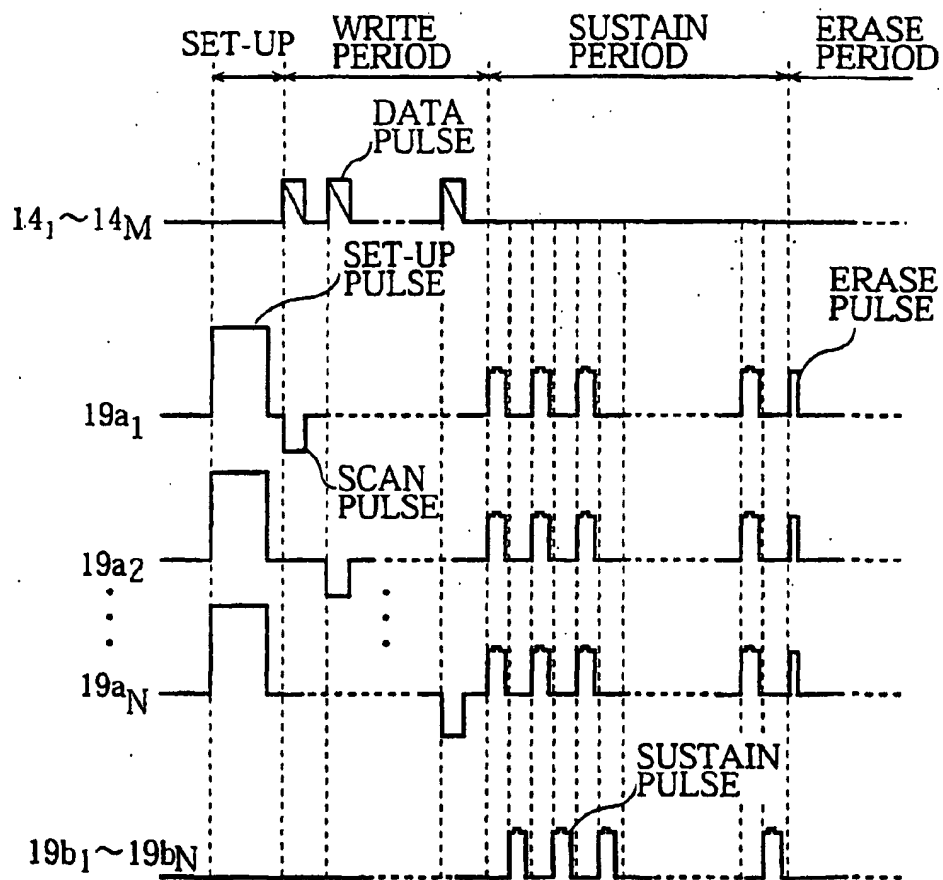 SET-UP
WRITE
PERIOD
SUSTAIN
PERIOD
ERASE
PERIOD
DATA
PULSE
14₁~14M
SET-UP
PULSE
ERASE
PULSE
19a₁
SCAN
PULSE
19a₂
19aN
SUSTAIN
PULSE
19b₁~19bN